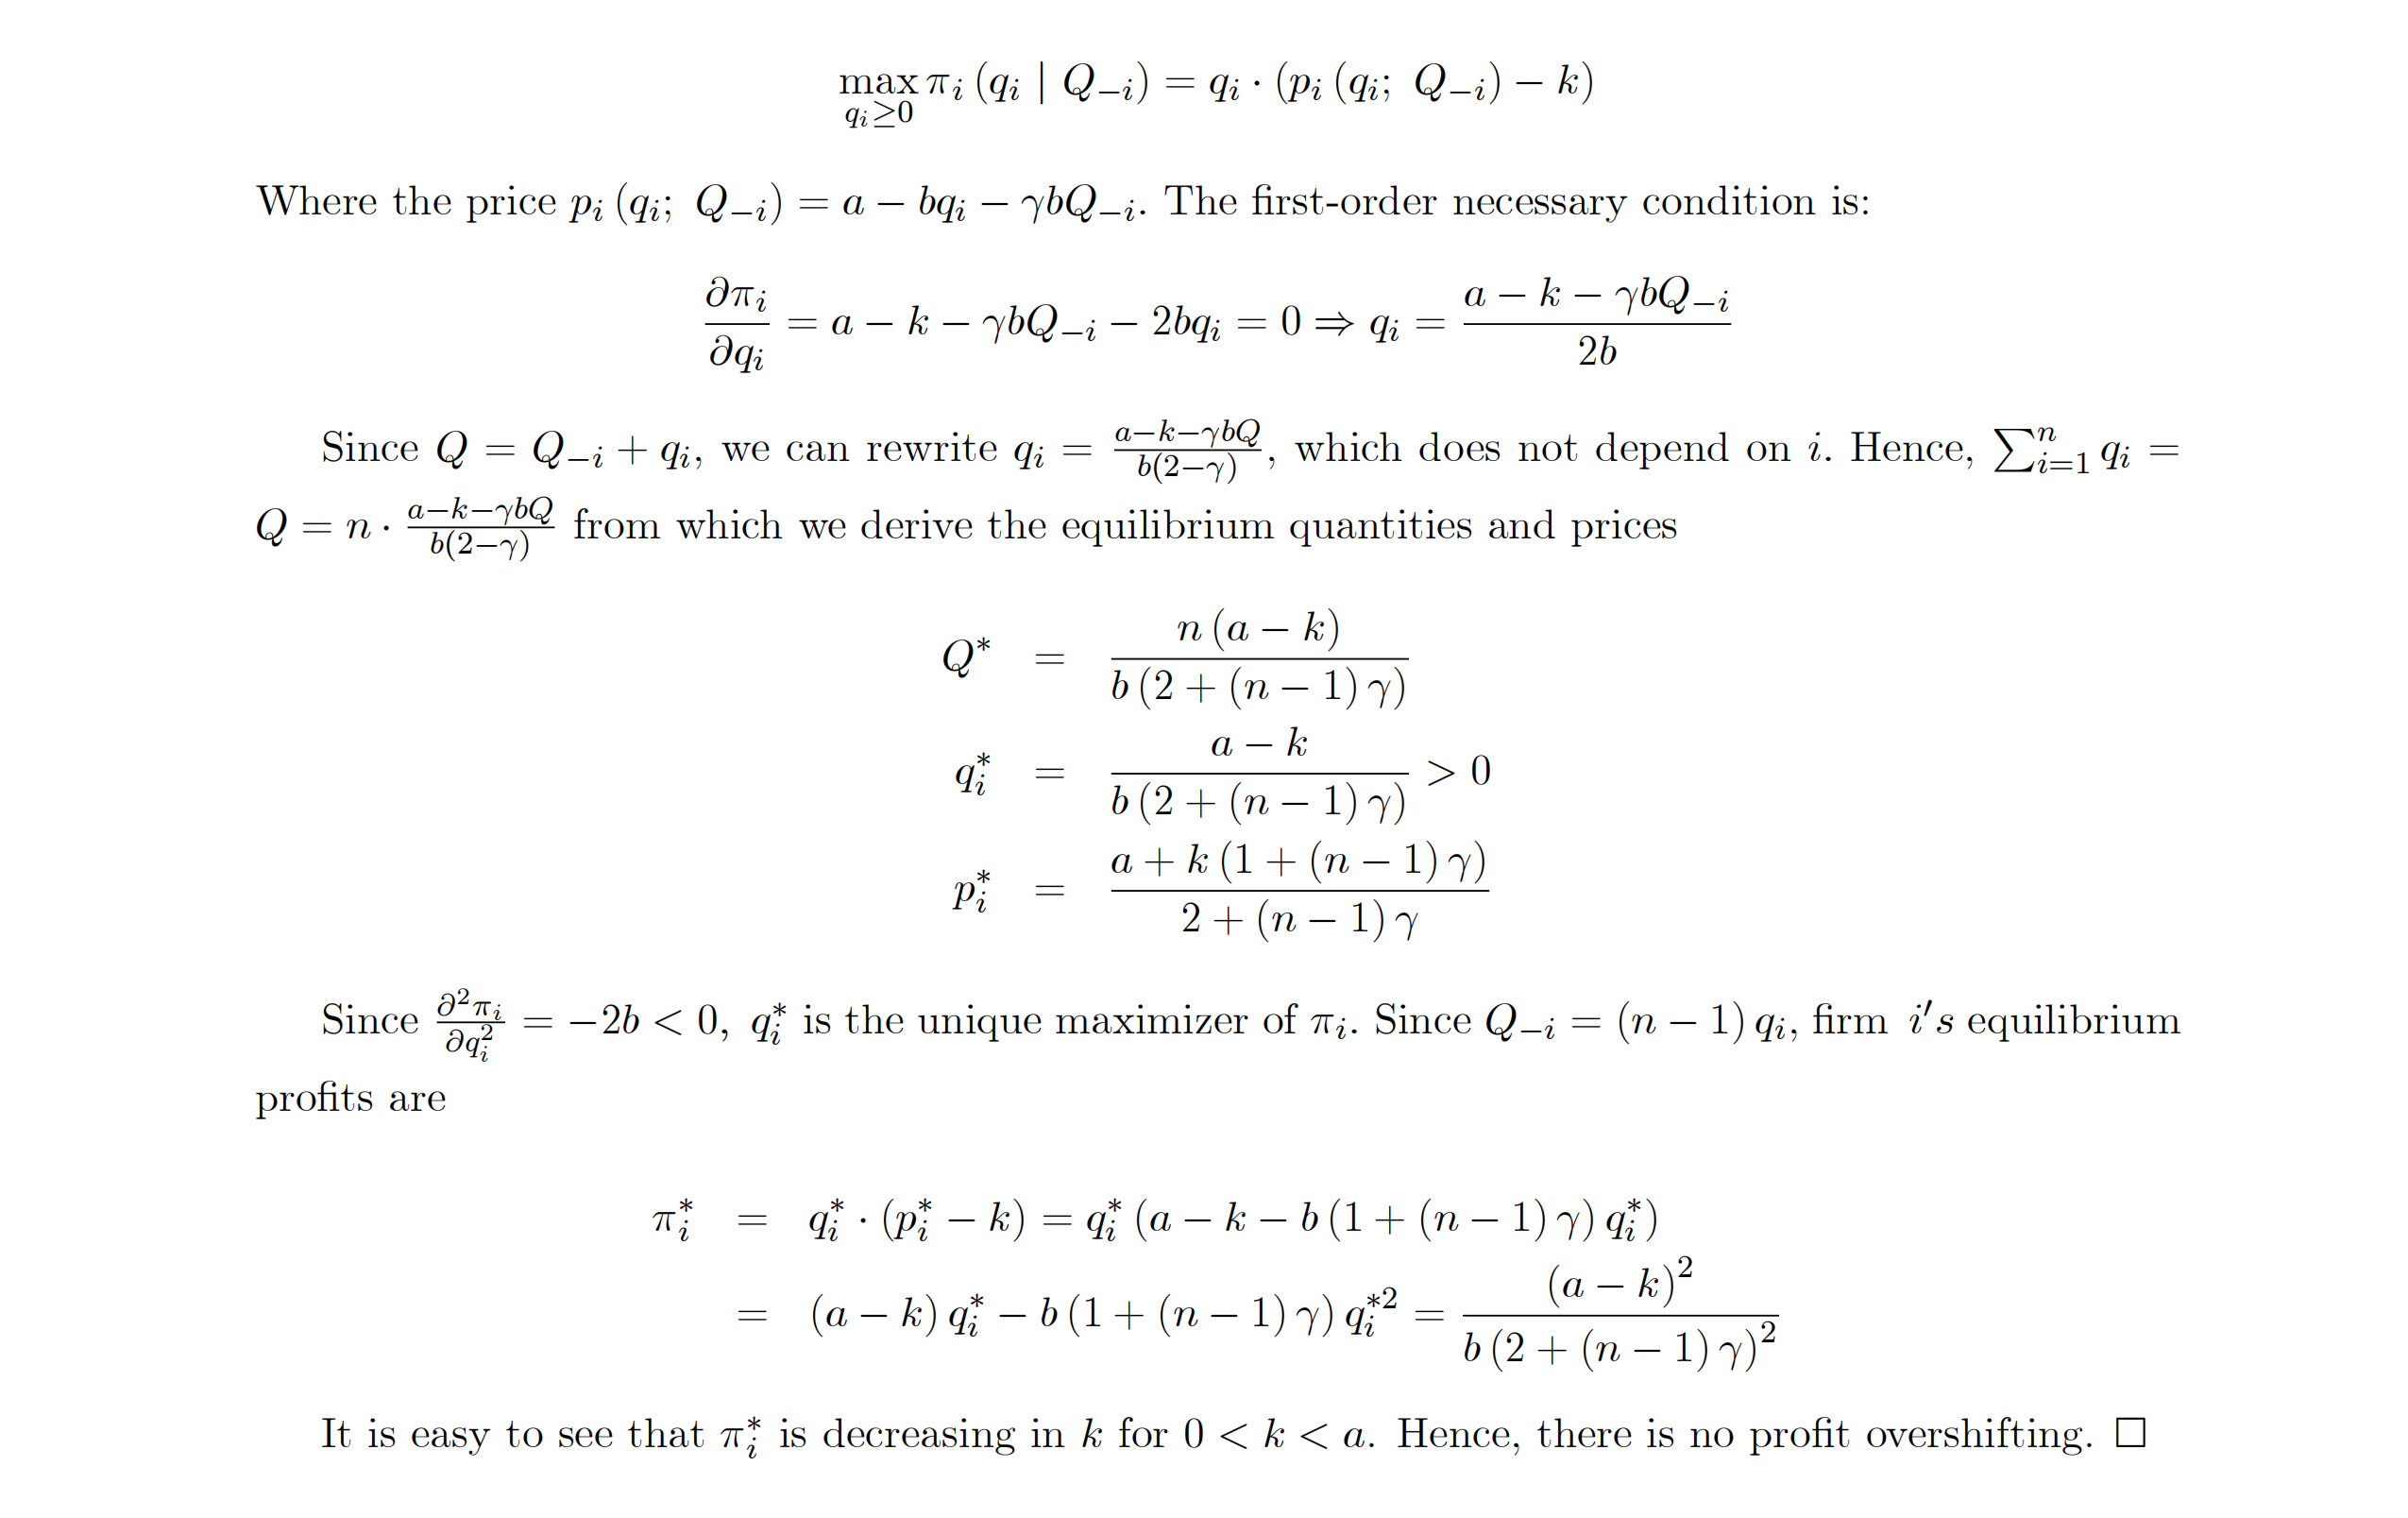 $$\max_{q_i \geq 0} \pi_i \left(q_i \mid Q_{-i}\right) = q_i \cdot \left(p_i \left(q_i;\ Q_{-i}\right) - k\right)$$
Where the price $p_i \left(q_i;\ Q_{-i}\right) = a - bq_i - \gamma b Q_{-i}$. The first-order necessary condition is:
$$\frac{\partial \pi_i}{\partial q_i} = a - k - \gamma b Q_{-i} - 2bq_i = 0 \Rightarrow q_i = \frac{a - k - \gamma b Q_{-i}}{2b}$$
Since $Q = Q_{-i} + q_i$, we can rewrite $q_i = \frac{a-k-\gamma bQ}{b(2-\gamma)}$, which does not depend on $i$. Hence, $\sum_{i=1}^{n} q_i =$
$Q = n \cdot \frac{a-k-\gamma bQ}{b(2-\gamma)}$ from which we derive the equilibrium quantities and prices
$$Q^* = \frac{n\left(a-k\right)}{b\left(2+\left(n-1\right)\gamma\right)}$$
$$q_i^* = \frac{a-k}{b\left(2+\left(n-1\right)\gamma\right)} > 0$$
$$p_i^* = \frac{a+k\left(1+\left(n-1\right)\gamma\right)}{2+\left(n-1\right)\gamma}$$
Since $\frac{\partial^2 \pi_i}{\partial q_i^2} = -2b < 0$, $q_i^*$ is the unique maximizer of $\pi_i$. Since $Q_{-i} = \left(n-1\right)q_i$, firm $i's$ equilibrium
profits are
$$\pi_i^* = q_i^* \cdot \left(p_i^* - k\right) = q_i^* \left(a - k - b\left(1+\left(n-1\right)\gamma\right) q_i^*\right)$$
$$= \left(a-k\right) q_i^* - b\left(1+\left(n-1\right)\gamma\right) q_i^{*2} = \frac{\left(a-k\right)^2}{b\left(2+\left(n-1\right)\gamma\right)^2}$$
It is easy to see that $\pi_i^*$ is decreasing in $k$ for $0 < k < a$. Hence, there is no profit overshifting. □